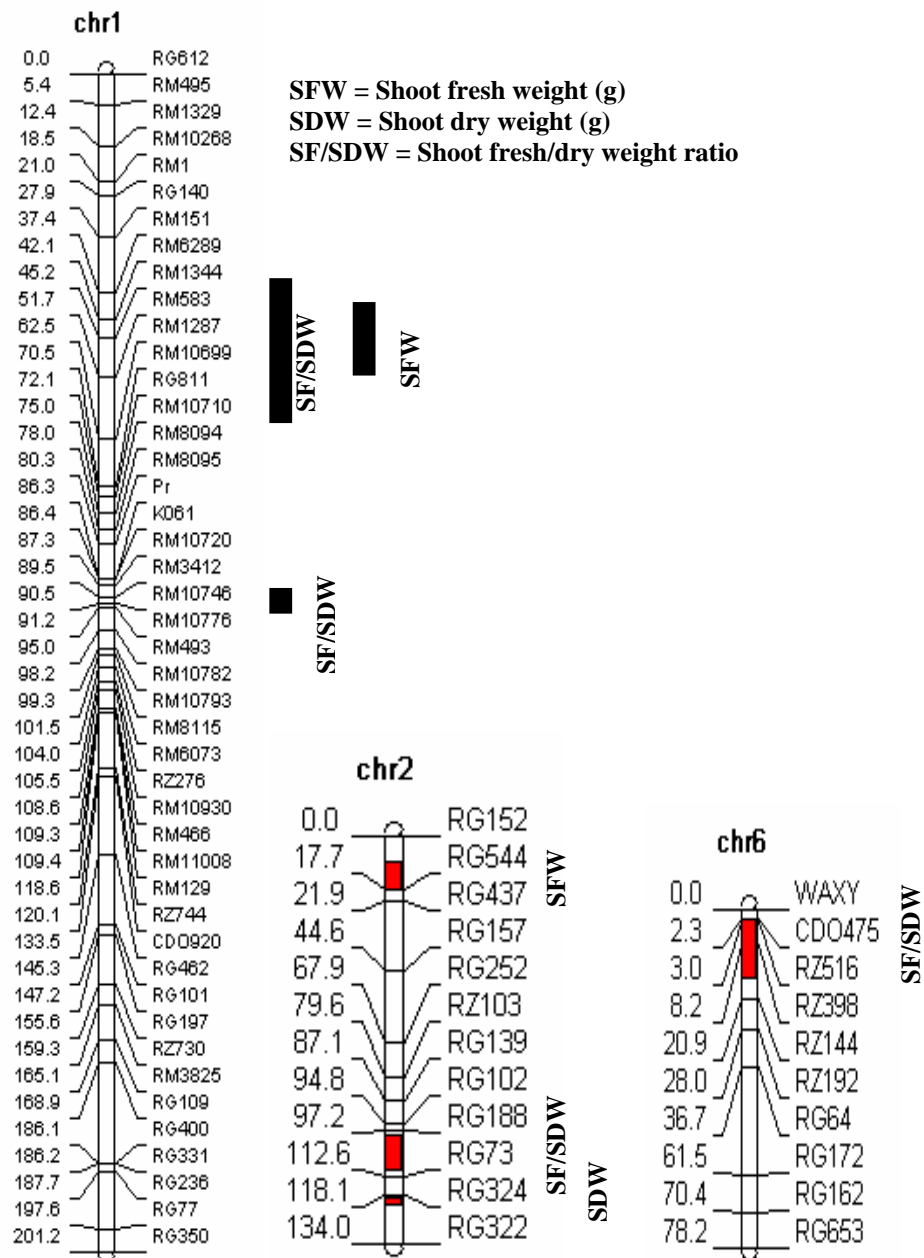 chr1
0.0 RG612
5.4 RM495
12.4 RM1329
18.5 RM10268
21.0 RM1
27.9 RG140
37.4 RM151
42.1 RM6289
45.2 RM1344
51.7 RM583
62.5 RM1287
70.5 RM10699
72.1 RG811
75.0 RM10710
78.0 RM8094
80.3 RM8095
86.3 Pr
86.4 K061
87.3 RM10720
89.5 RM3412
90.5 RM10746
91.2 RM10776
95.0 RM493
98.2 RM10782
99.3 RM10793
101.5 RM8115
104.0 RM6073
105.5 RZ276
108.6 RM10930
109.3 RM466
109.4 RM11008
118.6 RM129
120.1 RZ744
133.5 CDO920
145.3 RG462
147.2 RG101
155.6 RG197
159.3 RZ730
165.1 RM3825
168.9 RG109
186.1 RG400
186.2 RG331
187.7 RG236
197.6 RG77
201.2 RG350
SFW = Shoot fresh weight (g)
SDW = Shoot dry weight (g)
SF/SDW = Shoot fresh/dry weight ratio
SF/SDW
SFW
SF/SDW
chr2
0.0 RG152
17.7 RG544
21.9 RG437
44.6 RG157
67.9 RG252
79.6 RZ103
87.1 RG139
94.8 RG102
97.2 RG188
112.6 RG73
118.1 RG324
134.0 RG322
SFW
SF/SDW
SDW
chr6
0.0 WAXY
2.3 CDO475
3.0 RZ516
8.2 RZ398
20.9 RZ144
28.0 RZ192
36.7 RG64
61.5 RG172
70.4 RG162
78.2 RG653
SF/SDW